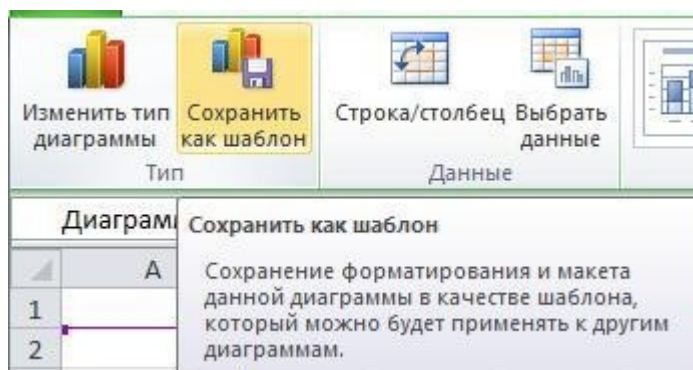 Изменить тип диаграммы
Сохранить как шаблон
Строка/столбец
Выбрать данные
Тип
Данные
Диаграм
Сохранить как шаблон
A
Сохранение форматирования и макета
данной диаграммы в качестве шаблона,
который можно будет применять к другим
диаграммам.
1
2